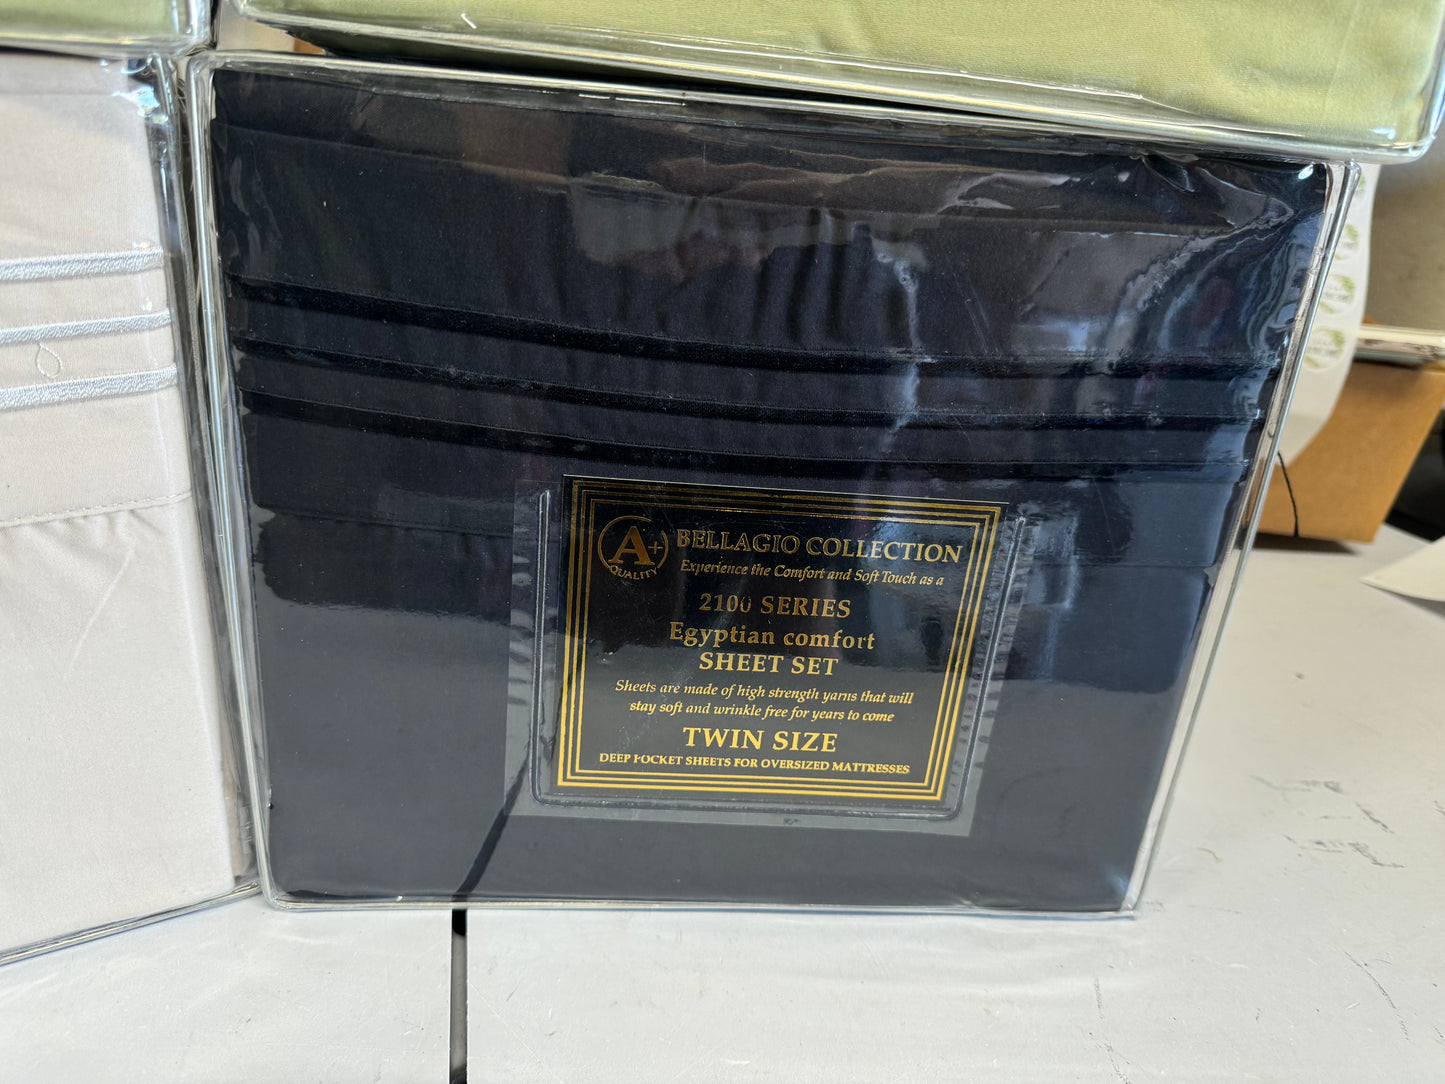 A+
QUALITY
BELLAGIO COLLECTION
Experience the Comfort and Soft Touch as a
2100 SERIES
Egyptian comfort
SHEET SET
Sheets are made of high strength yarns that will
stay soft and wrinkle free for years to come
TWIN SIZE
DEEP POCKET SHEETS FOR OVERSIZED MATTRESSES